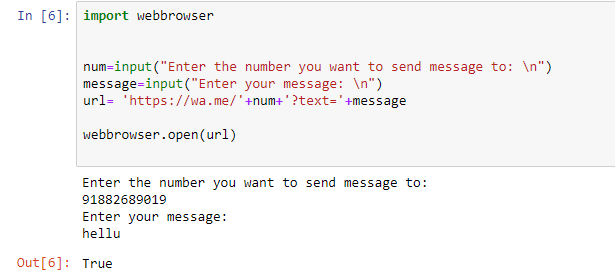 In [6]: import webbrowser
num=input("Enter the number you want to send message to: \n")
message=input("Enter your message: \n")
url= 'https://wa.me/'+num+'?text='+message
webbrowser.open(url)
Enter the number you want to send message to:
91882689019
Enter your message:
hellu
Out[6]: True